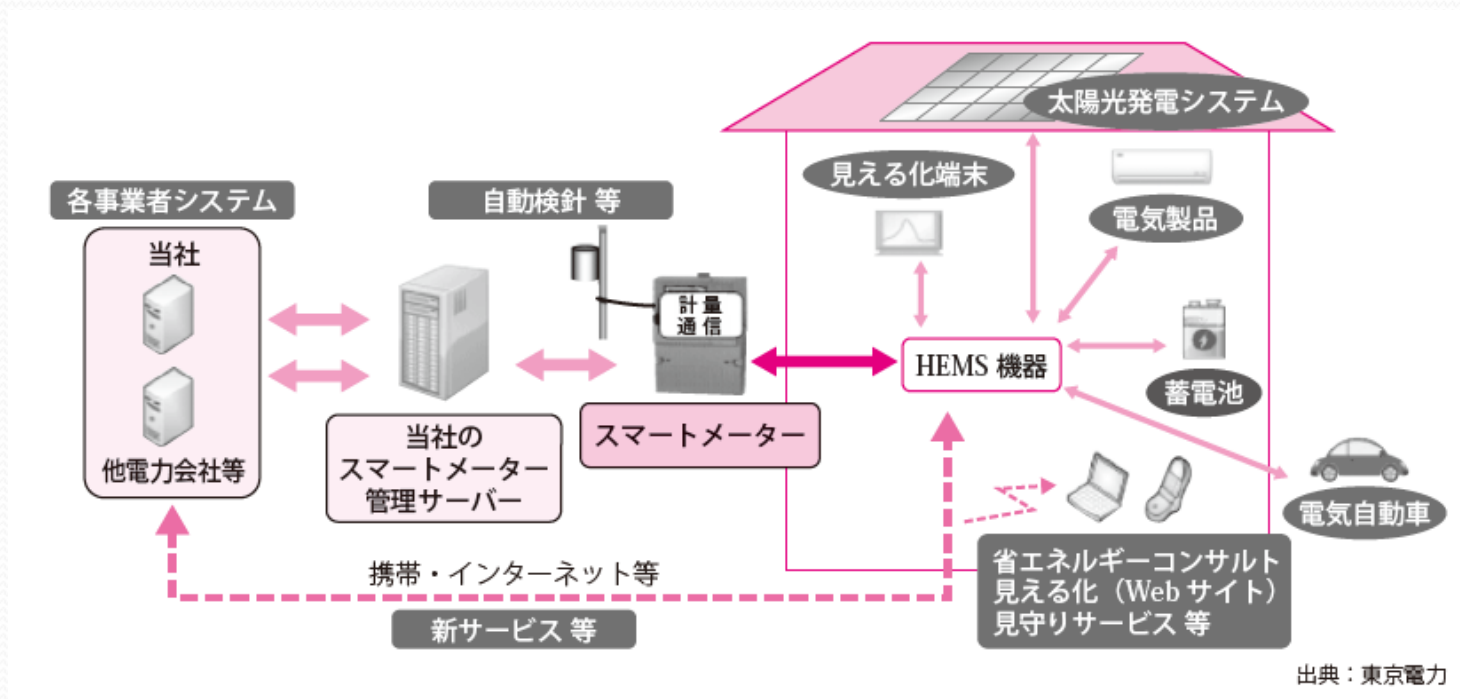 太陽光発電システム
見える化端末
電気製品
各事業者システム
自動検針 等
当社
計量
通信
HEMS 機器
蓄電池
他電力会社等
当社の
スマートメーター
管理サーバー
スマートメーター
電気自動車
携帯・インターネット等
新サービス 等
省エネルギーコンサルト
見える化（Web サイト）
見守りサービス 等
出典：東京電力